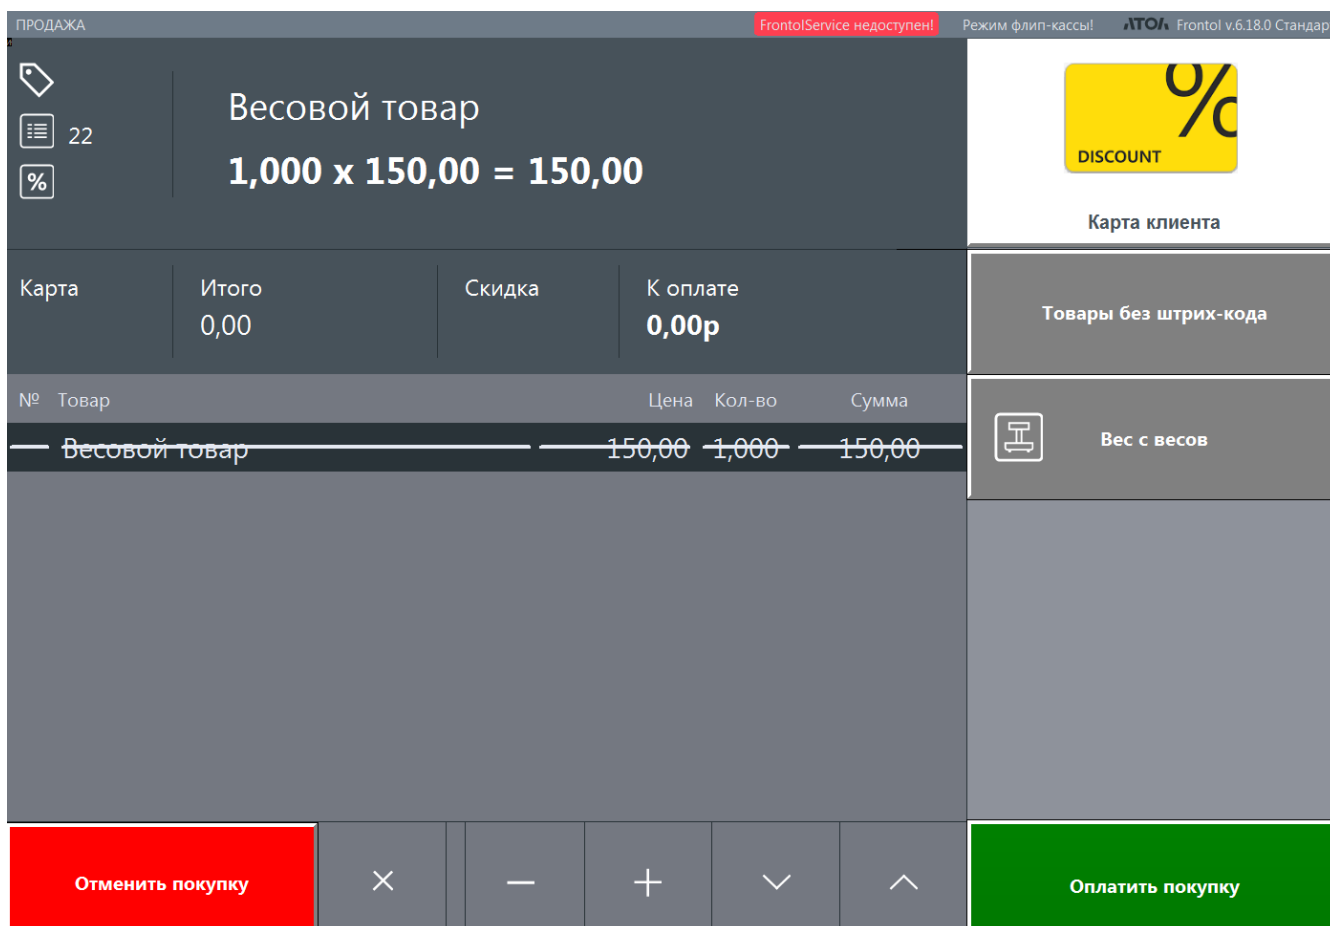 ПРОДАЖА
FrontolService недоступен!
Режим флип-кассы!
АТОЛ Frontol v.6.18.0 Стандар
22
%
Весовой товар
1,000 x 150,00 = 150,00
%
DISCOUNT
Карта клиента
Карта Итого Скидка К оплате
0,00 0,00р
Товары без штрих-кода
№ Товар Цена Кол-во Сумма
Весовой товар 150,00 1,000 150,00
Вес с весов
Отменить покупку
Оплатить покупку